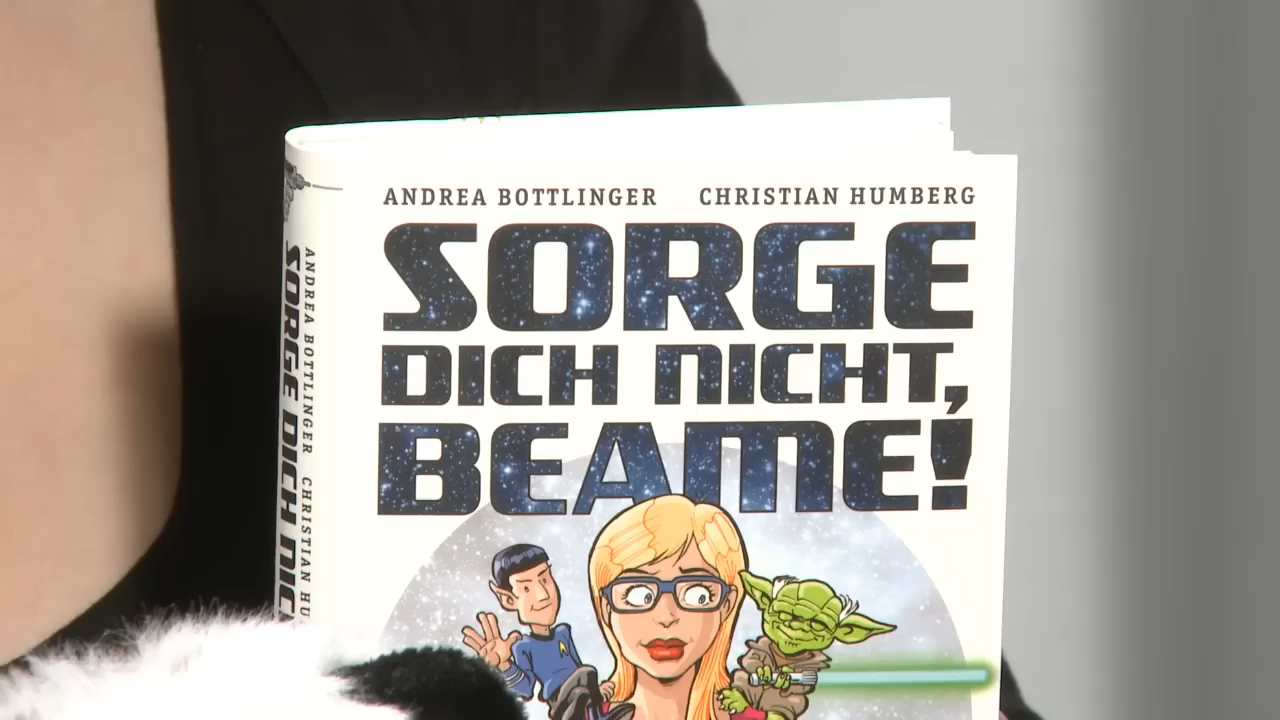 ANDREA BOTTLINGER CHRISTIAN HUMBERG
SORGE
DICH NICHT,
BEAME!
ANDREA BOTTLINGER CHRISTIAN HU
SORGE DICH NIC